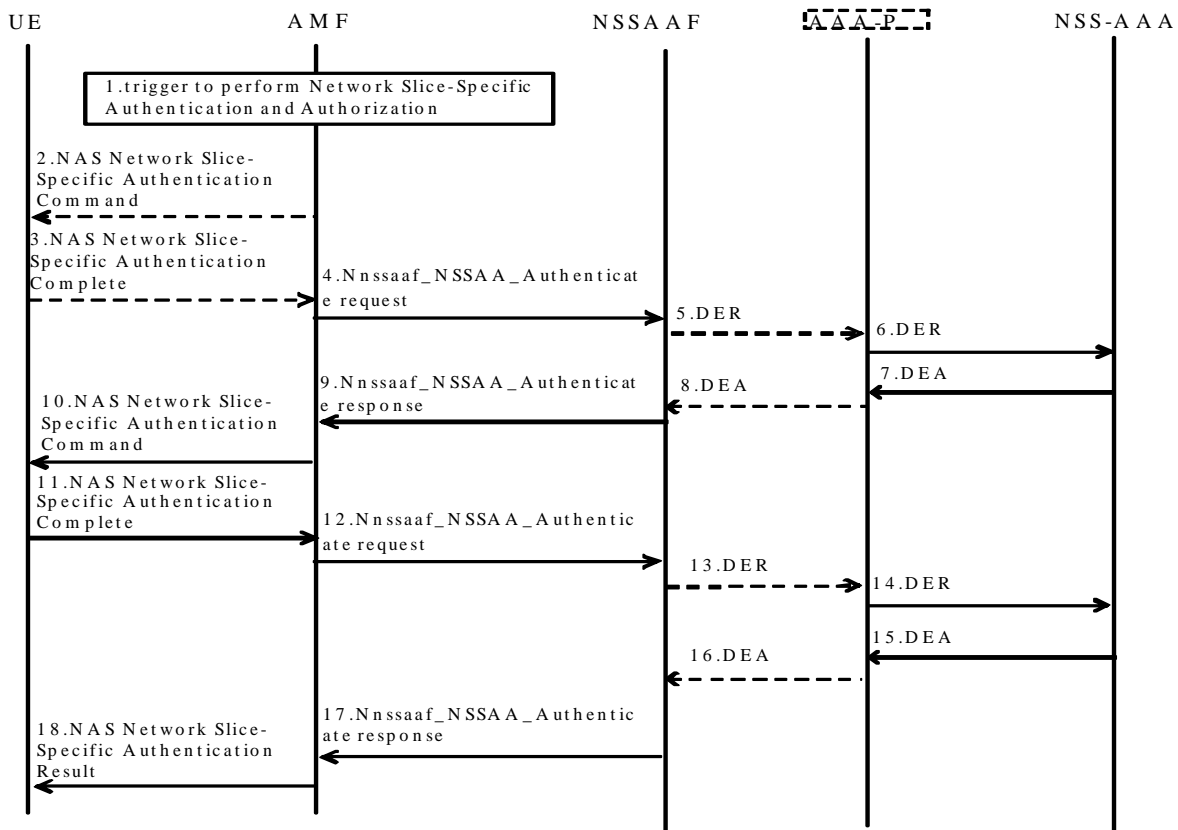 UE AMF NSSAAF AAA-P NSS-AAA
1.trigger to perform Network Slice-Specific
Authentication and Authorization
2.NAS Network Slice-
Specific Authentication
Command
3.NAS Network Slice-
Specific Authentication
Complete
4.Nnssaaf_NSSAA_Authenticat
e request
5.DER
6.DER
7.DEA
8.DEA
9.Nnssaaf_NSSAA_Authenticat
e response
10.NAS Network Slice-
Specific Authentication
Command
11.NAS Network Slice-
Specific Authentication
Complete
12.Nnssaaf_NSSAA_Authentic
ate request
13.DER
14.DER
15.DEA
16.DEA
17.Nnssaaf_NSSAA_Authentic
ate response
18.NAS Network Slice-
Specific Authentication
Result